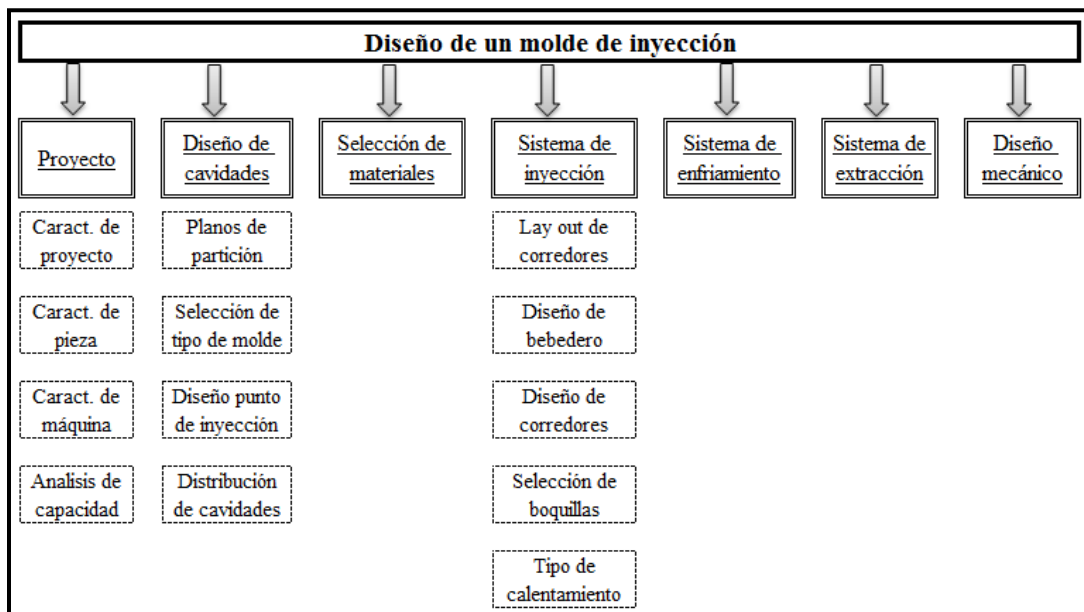 Diseño de un molde de inyección
Proyecto
Diseño de
cavidades
Selección de
materiales
Sistema de
inyección
Sistema de
enfriamiento
Sistema de
extracción
Diseño
mecánico
Caract. de
proyecto
Planos de
partición
Lay out de
corredores
Caract. de
pieza
Selección de
tipo de molde
Diseño de
bebedero
Caract. de
máquina
Diseño punto
de inyección
Diseño de
corredores
Analisis de
capacidad
Distribución
de cavidades
Selección de
boquillas
Tipo de
calentamiento